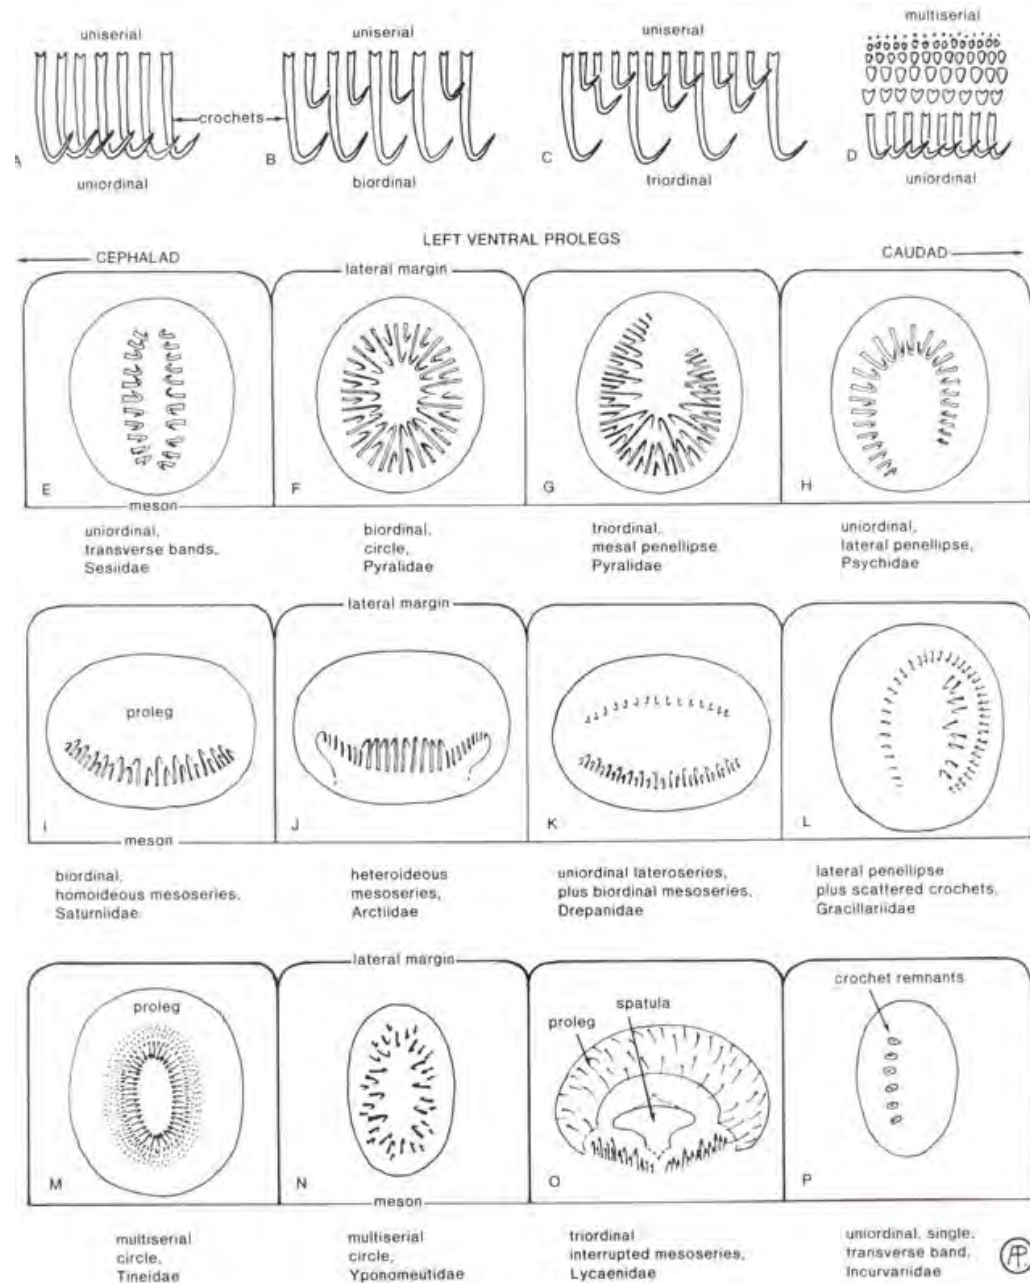 uniserial
uniserial
uniserial
multiserial
crochets
A
B
C
D
uniordinal
biordinal
triordinal
uniordinal
LEFT VENTRAL PROLEGS
CEPHALAD
CAUDAD
lateral margin
E
F
G
H
meson
uniordinal,
transverse bands,
Sesiidae
biordinal,
circle,
Pyralidae
triordinal,
mesal penellipse
Pyralidae
uniordinal,
lateral penellipse,
Psychidae
lateral margin
proleg
I
J
K
L
meson
biordinal,
homoideous mesoseries,
Saturniidae
heteroideous
mesoseries,
Arctiidae
uniordinal lateroseries,
plus biordinal mesoseries,
Drepanidae
lateral penellipse
plus scattered crochets,
Gracillariidae
lateral margin
proleg
proleg
spatula
crochet remnants
M
N
O
P
meson
multiserial
circle,
Tineidae
multiserial
circle,
Yponomeutidae
triordinal
interrupted mesoseries,
Lycaenidae
uniordinal, single,
transverse band,
Incurvariidae